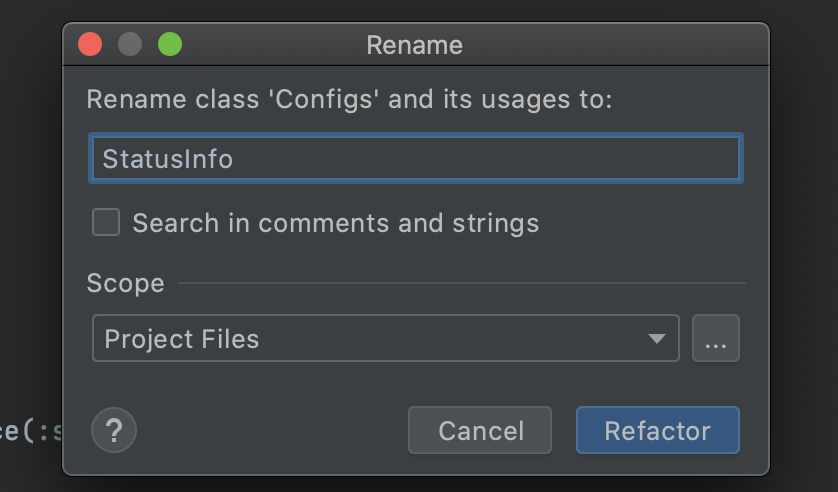 Rename
Rename class 'Configs' and its usages to:
StatusInfo
Search in comments and strings
Scope
Project Files
...
ce(:s
?
Cancel
Refactor